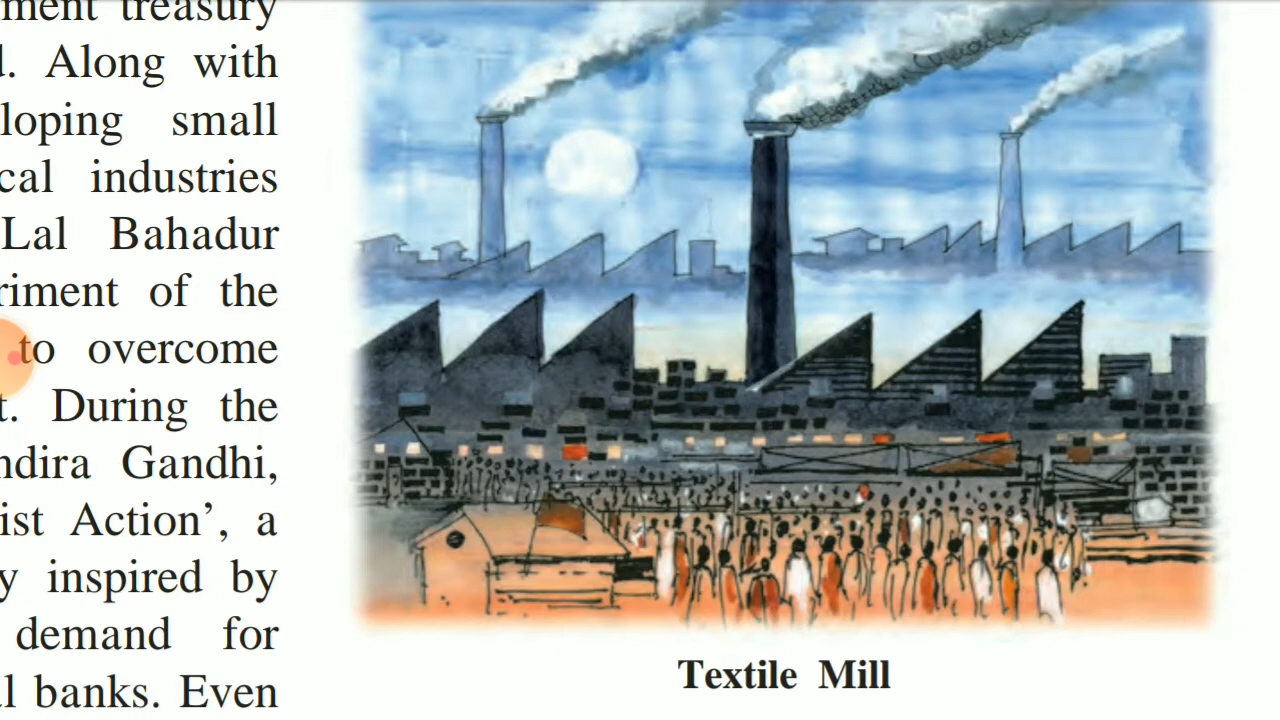 ment treasury
d. Along with
loping small
cal industries
Lal Bahadur
riment of the
to overcome
t. During the
ndira Gandhi,
ist Action', a
y inspired by
demand for
al banks. Even
Textile Mill